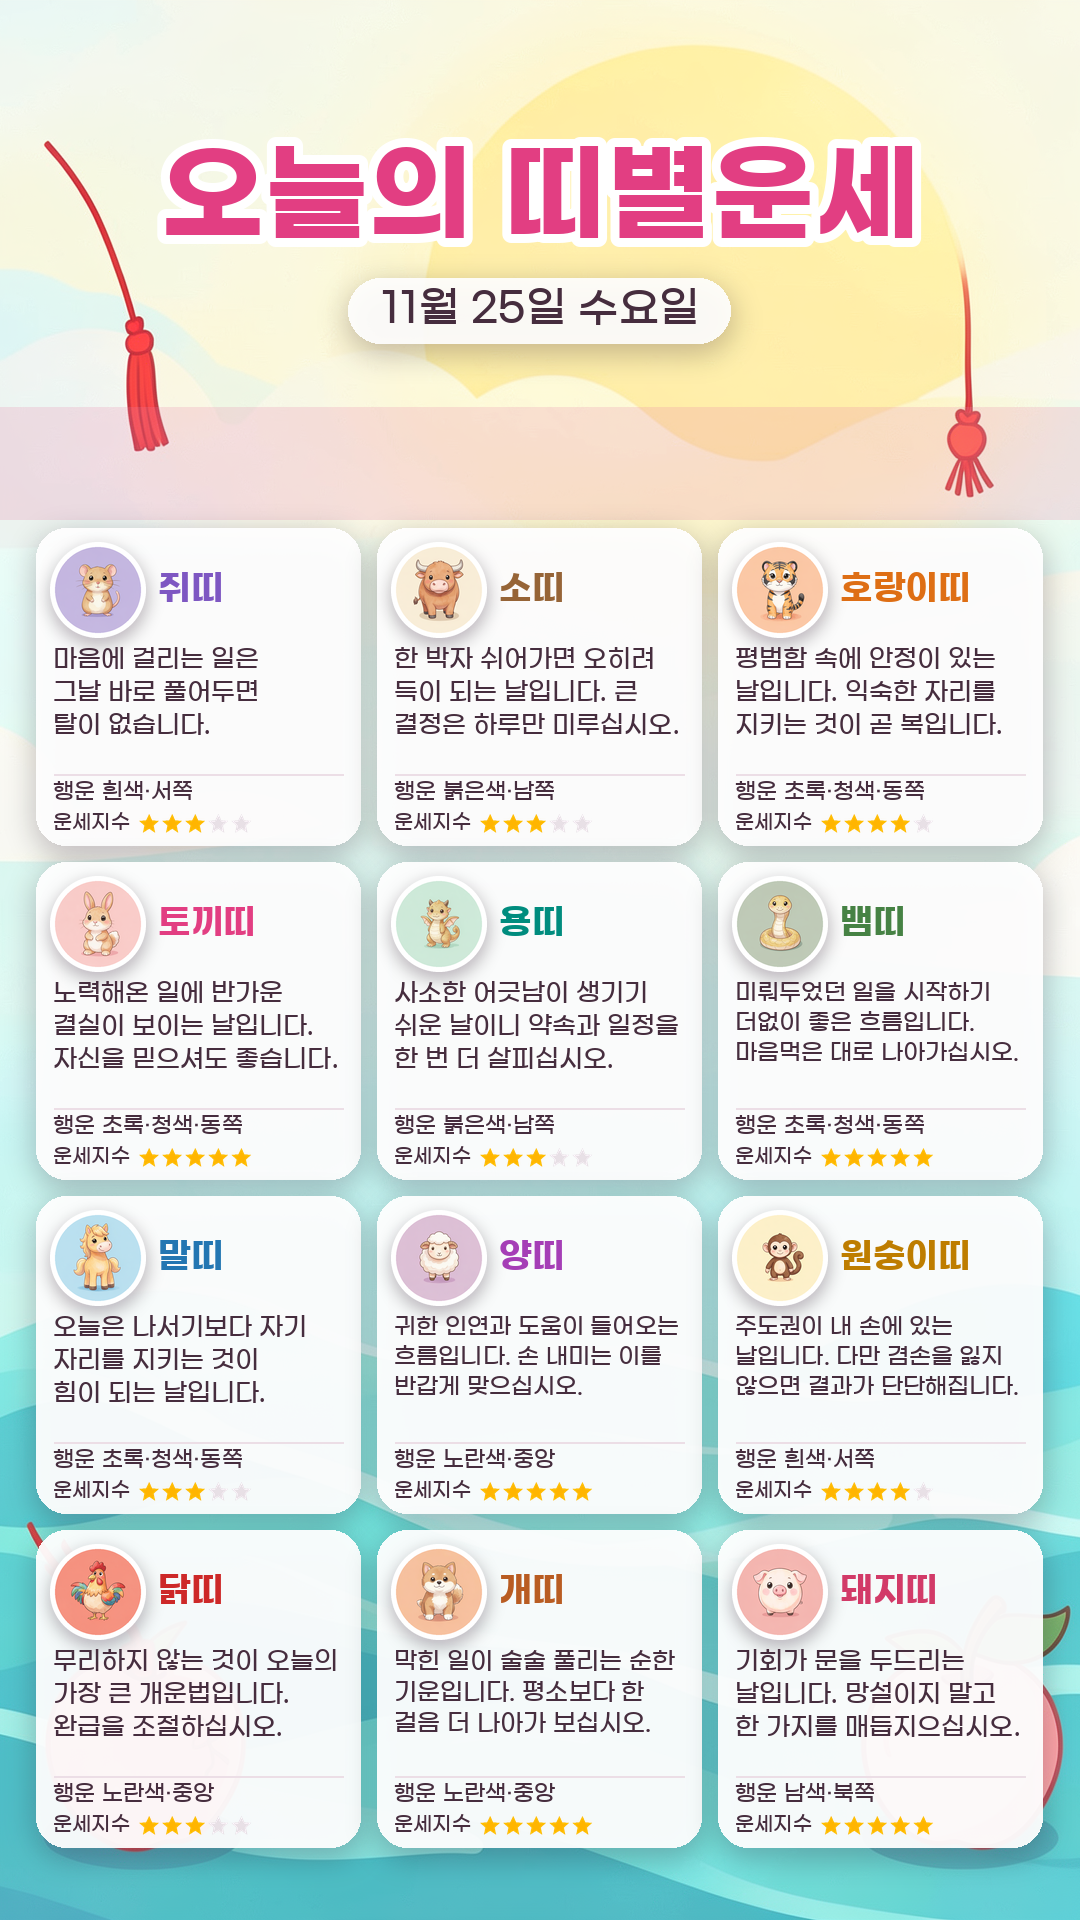 오늘의 띠별운세
11월 25일 수요일
쥐띠
마음에 걸리는 일은
그날 바로 풀어두면
탈이 없습니다.
행운 흰색·서쪽
운세지수 ★★★★★
소띠
한 박자 쉬어가면 오히려
득이 되는 날입니다. 큰
결정은 하루만 미루십시오.
행운 붉은색·남쪽
운세지수 ★★★★★
호랑이띠
평범함 속에 안정이 있는
날입니다. 익숙한 자리를
지키는 것이 곧 복입니다.
행운 초록·청색·동쪽
운세지수 ★★★★★
토끼띠
노력해온 일에 반가운
결실이 보이는 날입니다.
자신을 믿으셔도 좋습니다.
행운 초록·청색·동쪽
운세지수 ★★★★★
용띠
사소한 어긋남이 생기기
쉬운 날이니 약속과 일정을
한 번 더 살피십시오.
행운 붉은색·남쪽
운세지수 ★★★★★
뱀띠
미뤄두었던 일을 시작하기
더없이 좋은 흐름입니다.
마음먹은 대로 나아가십시오.
행운 초록·청색·동쪽
운세지수 ★★★★★
말띠
오늘은 나서기보다 자기
자리를 지키는 것이
힘이 되는 날입니다.
행운 초록·청색·동쪽
운세지수 ★★★★★
양띠
귀한 인연과 도움이 들어오는
흐름입니다. 손 내미는 이를
반갑게 맞으십시오.
행운 노란색·중앙
운세지수 ★★★★★
원숭이띠
주도권이 내 손에 있는
날입니다. 다만 겸손을 잃지
않으면 결과가 단단해집니다.
행운 흰색·서쪽
운세지수 ★★★★★
닭띠
무리하지 않는 것이 오늘의
가장 큰 개운법입니다.
완급을 조절하십시오.
행운 노란색·중앙
운세지수 ★★★★★
개띠
막힌 일이 술술 풀리는 순한
기운입니다. 평소보다 한
걸음 더 나아가 보십시오.
행운 노란색·중앙
운세지수 ★★★★★
돼지띠
기회가 문을 두드리는
날입니다. 망설이지 말고
한 가지를 매듭지으십시오.
행운 남색·북쪽
운세지수 ★★★★★